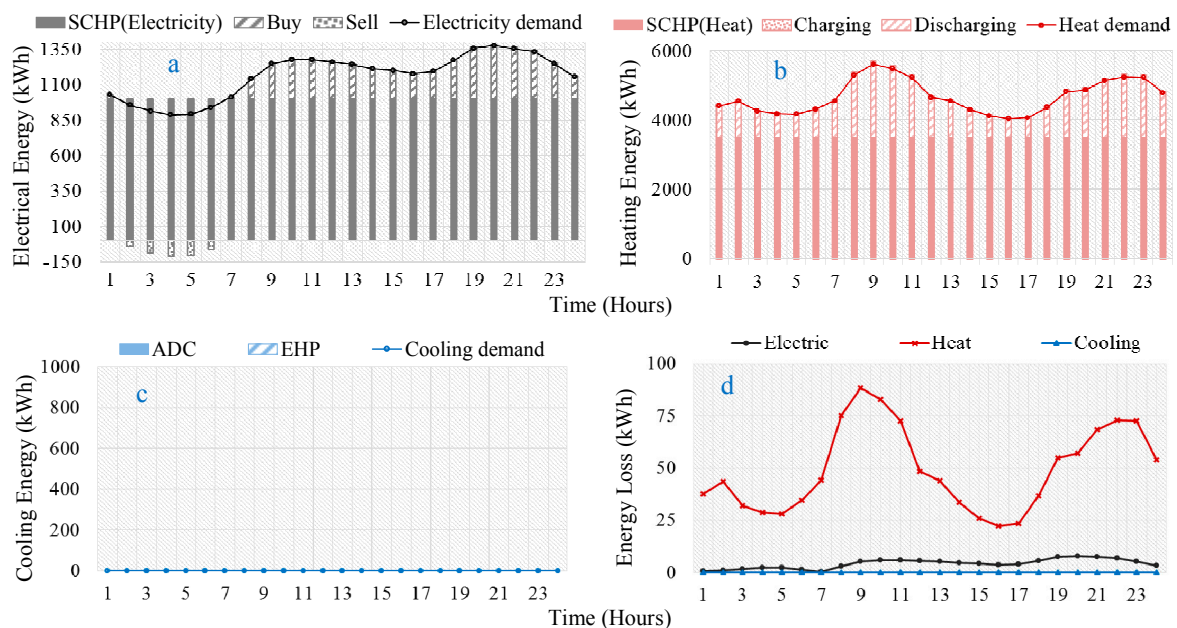 SCHP(Electricity) Buy Sell Electricity demand
Electrical Energy (kWh)
1350
1100
850
600
350
100
-150
a
1 3 5 7 9 11 13 15 17 19 21 23
Time (Hours)
SCHP(Heat) Charging Discharging Heat demand
Heating Energy (kWh)
6000
4000
2000
0
b
1 3 5 7 9 11 13 15 17 19 21 23
Time (Hours)
ADC EHP Cooling demand
Cooling Energy (kWh)
1000
800
600
400
200
0
c
1 3 5 7 9 11 13 15 17 19 21 23
Time (Hours)
Electric Heat Cooling
Energy Loss (kWh)
100
75
50
25
0
d
1 3 5 7 9 11 13 15 17 19 21 23
Time (Hours)